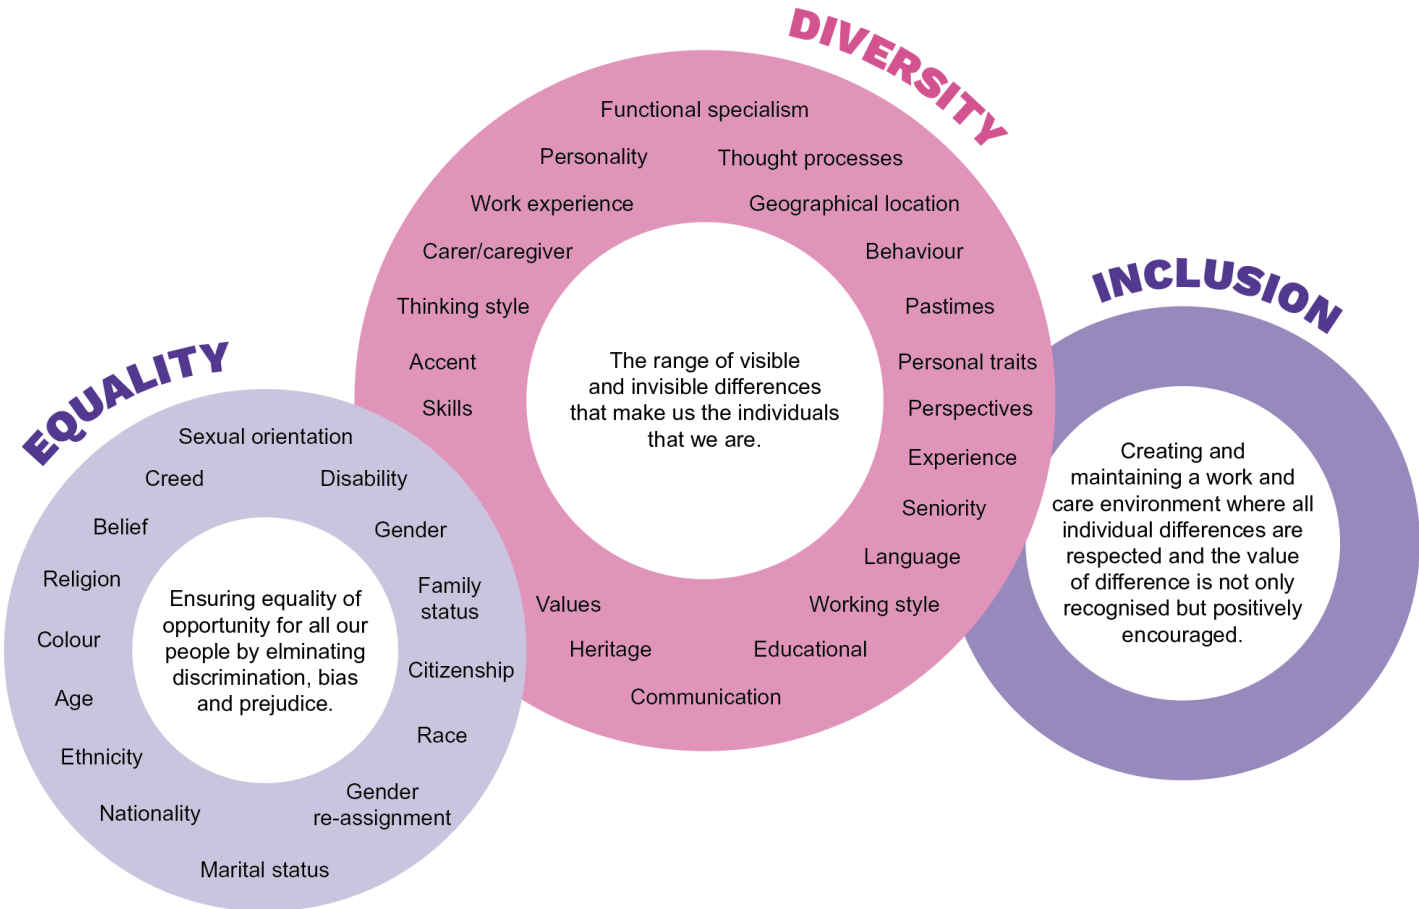 DIVERSITY
Functional specialism
Personality
Thought processes
Work experience
Geographical location
Carer/caregiver
Behaviour
Thinking style
Pastimes
Accent
Personal traits
Skills
Perspectives
Experience
Seniority
Language
Values
Working style
Heritage
Educational
Communication
The range of visible
and invisible differences
that make us the individuals
that we are.
EQUALITY
Sexual orientation
Creed
Disability
Belief
Gender
Religion
Family
status
Colour
Citizenship
Age
Race
Ethnicity
Gender
re-assignment
Nationality
Marital status
Ensuring equality of
opportunity for all our
people by elminating
discrimination, bias
and prejudice.
INCLUSION
Creating and
maintaining a work and
care environment where all
individual differences are
respected and the value
of difference is not only
recognised but positively
encouraged.